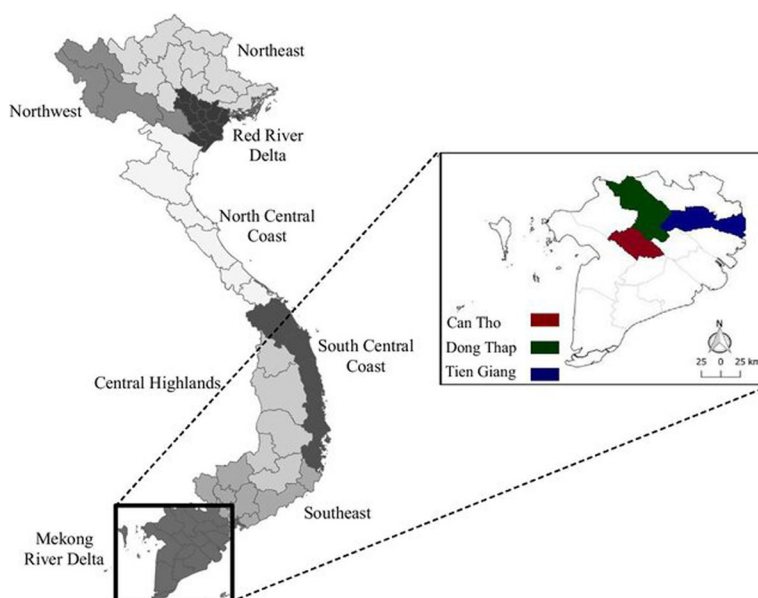 Northeast
Northwest
Red River
Delta
North Central
Coast
South Central
Coast
Central Highlands
Southeast
Mekong
River Delta
Can Tho
Dong Thap
Tien Giang
N
25 0 25 km